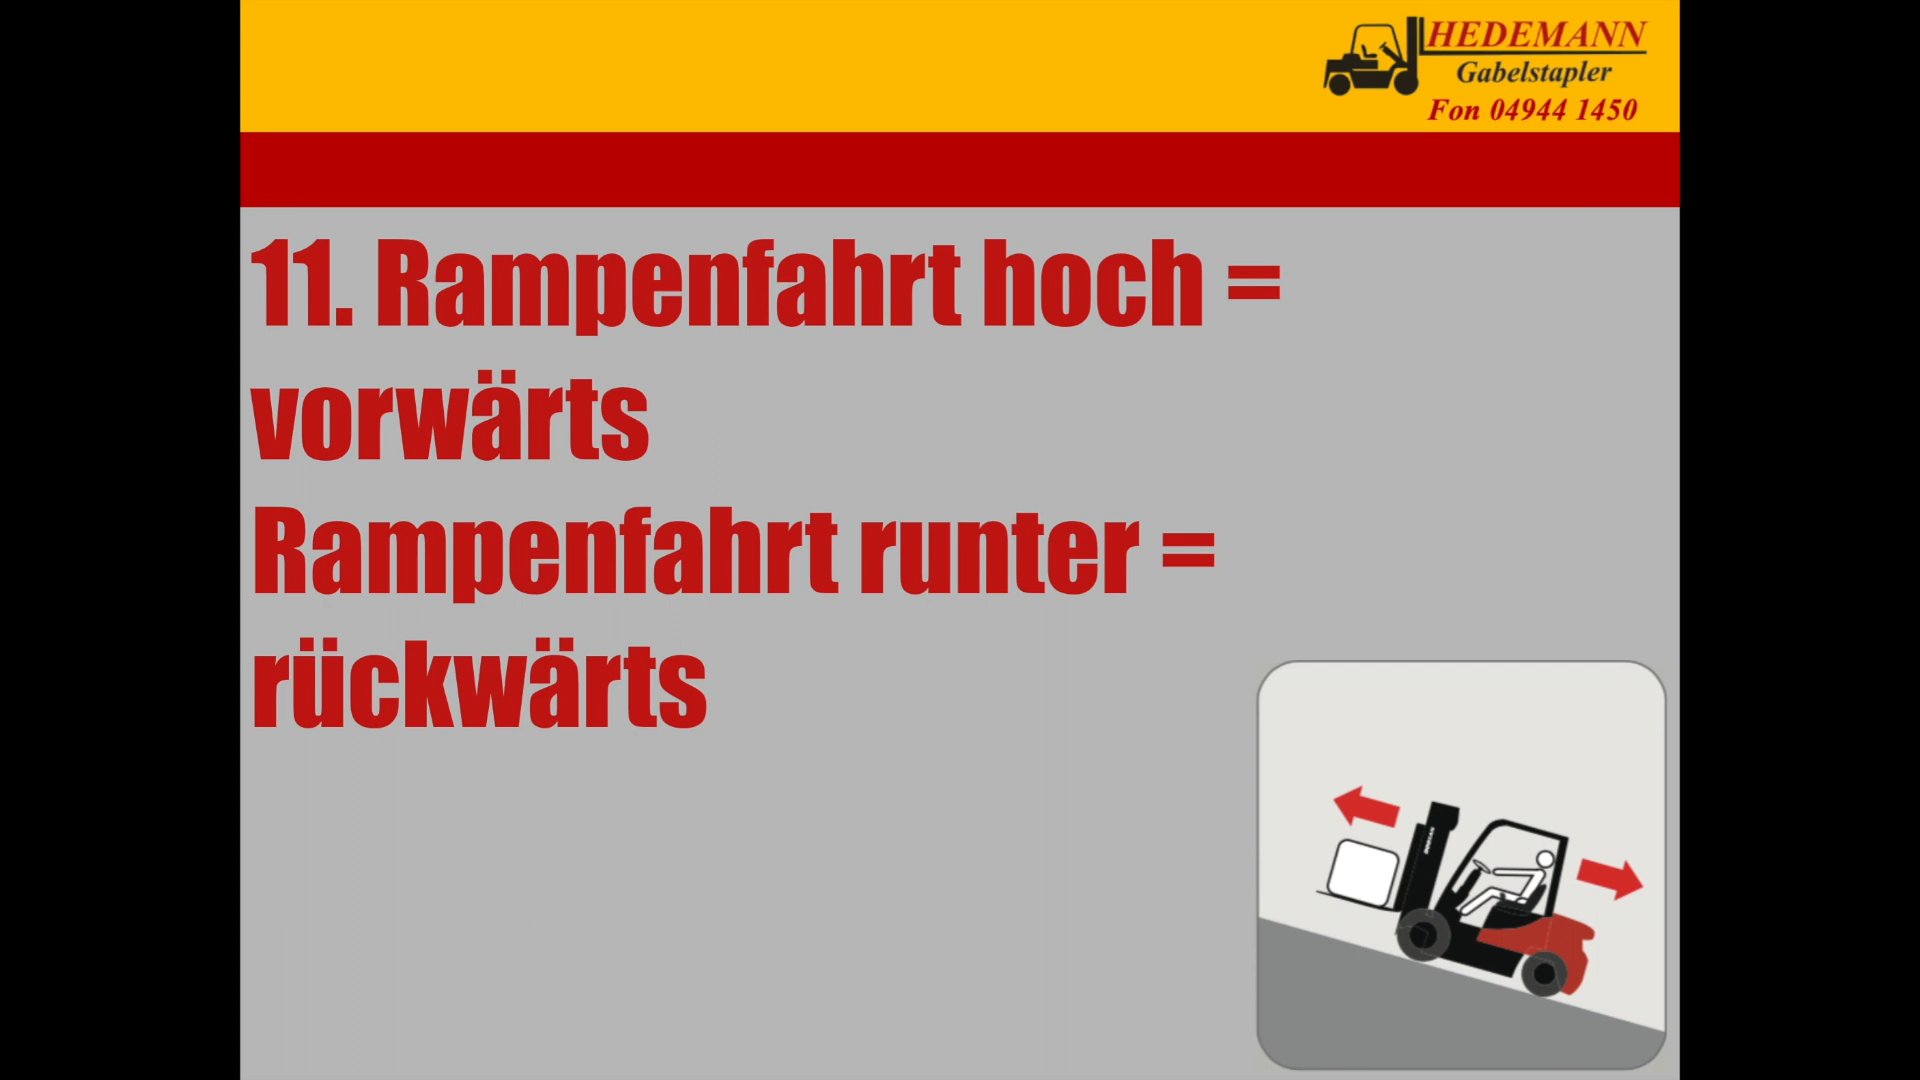 HEDEMANN
Gabelstapler
Fon 04944 1450
11. Rampenfahrt hoch =
vorwärts
Rampenfahrt runter =
rückwärts